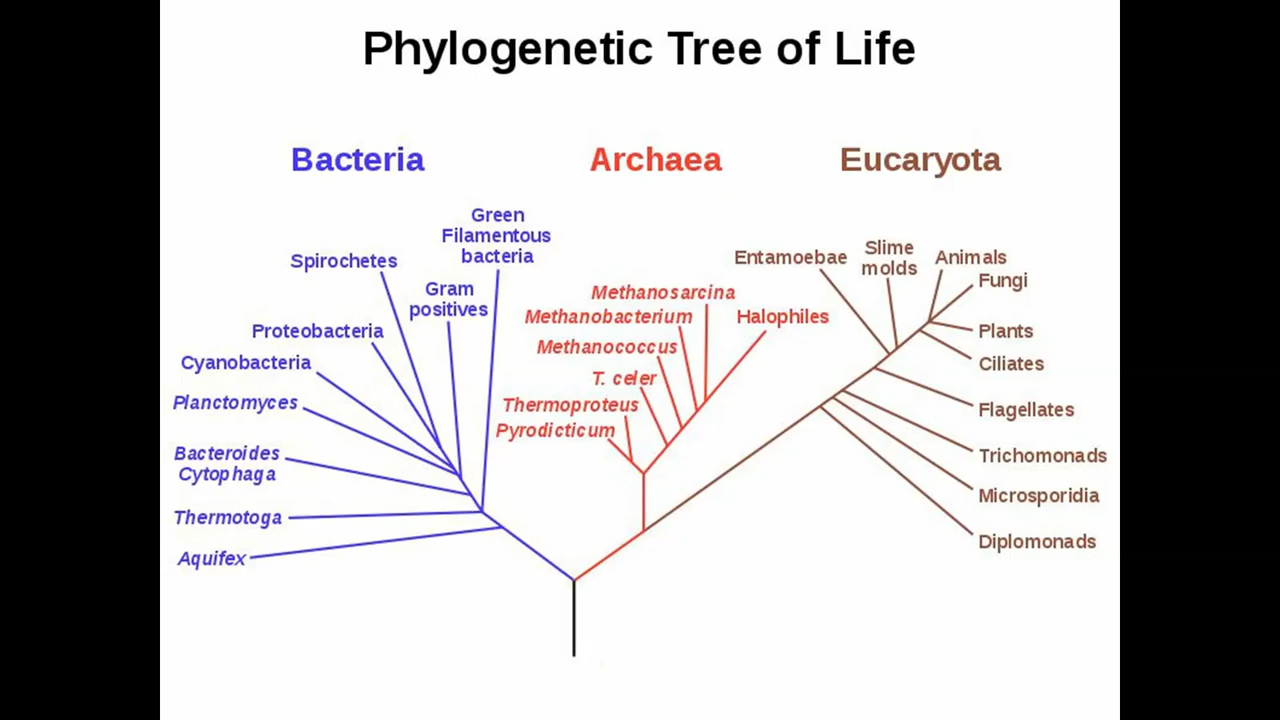 Phylogenetic Tree of Life
Bacteria
Archaea
Eucaryota
Green
Filamentous
bacteria
Spirochetes
Gram
positives
Proteobacteria
Cyanobacteria
Planctomyces
Bacteroides
Cytophaga
Thermotoga
Aquifex
Methanosarcina
Methanobacterium
Halophiles
Methanococcus
T. celer
Thermoproteus
Pyrodicticum
Entamoebae
Slime
molds
Animals
Fungi
Plants
Ciliates
Flagellates
Trichomonads
Microsporidia
Diplomonads